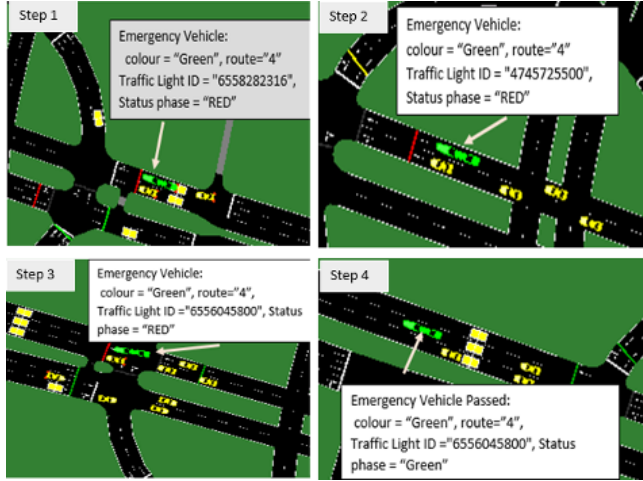 Step 1
Emergency Vehicle:
colour = “Green”, route=”4”
Traffic Light ID = "6558282316",
Status phase = “RED”
Step 2
Emergency Vehicle:
colour = “Green”, route=”4”
Traffic Light ID = "4745725500",
Status phase = “RED”
Step 3
Emergency Vehicle:
colour = “Green”, route=”4”,
Traffic Light ID ="6556045800", Status
phase = “RED”
Step 4
Emergency Vehicle Passed:
colour = “Green”, route=”4”,
Traffic Light ID ="6556045800", Status
phase = “Green”